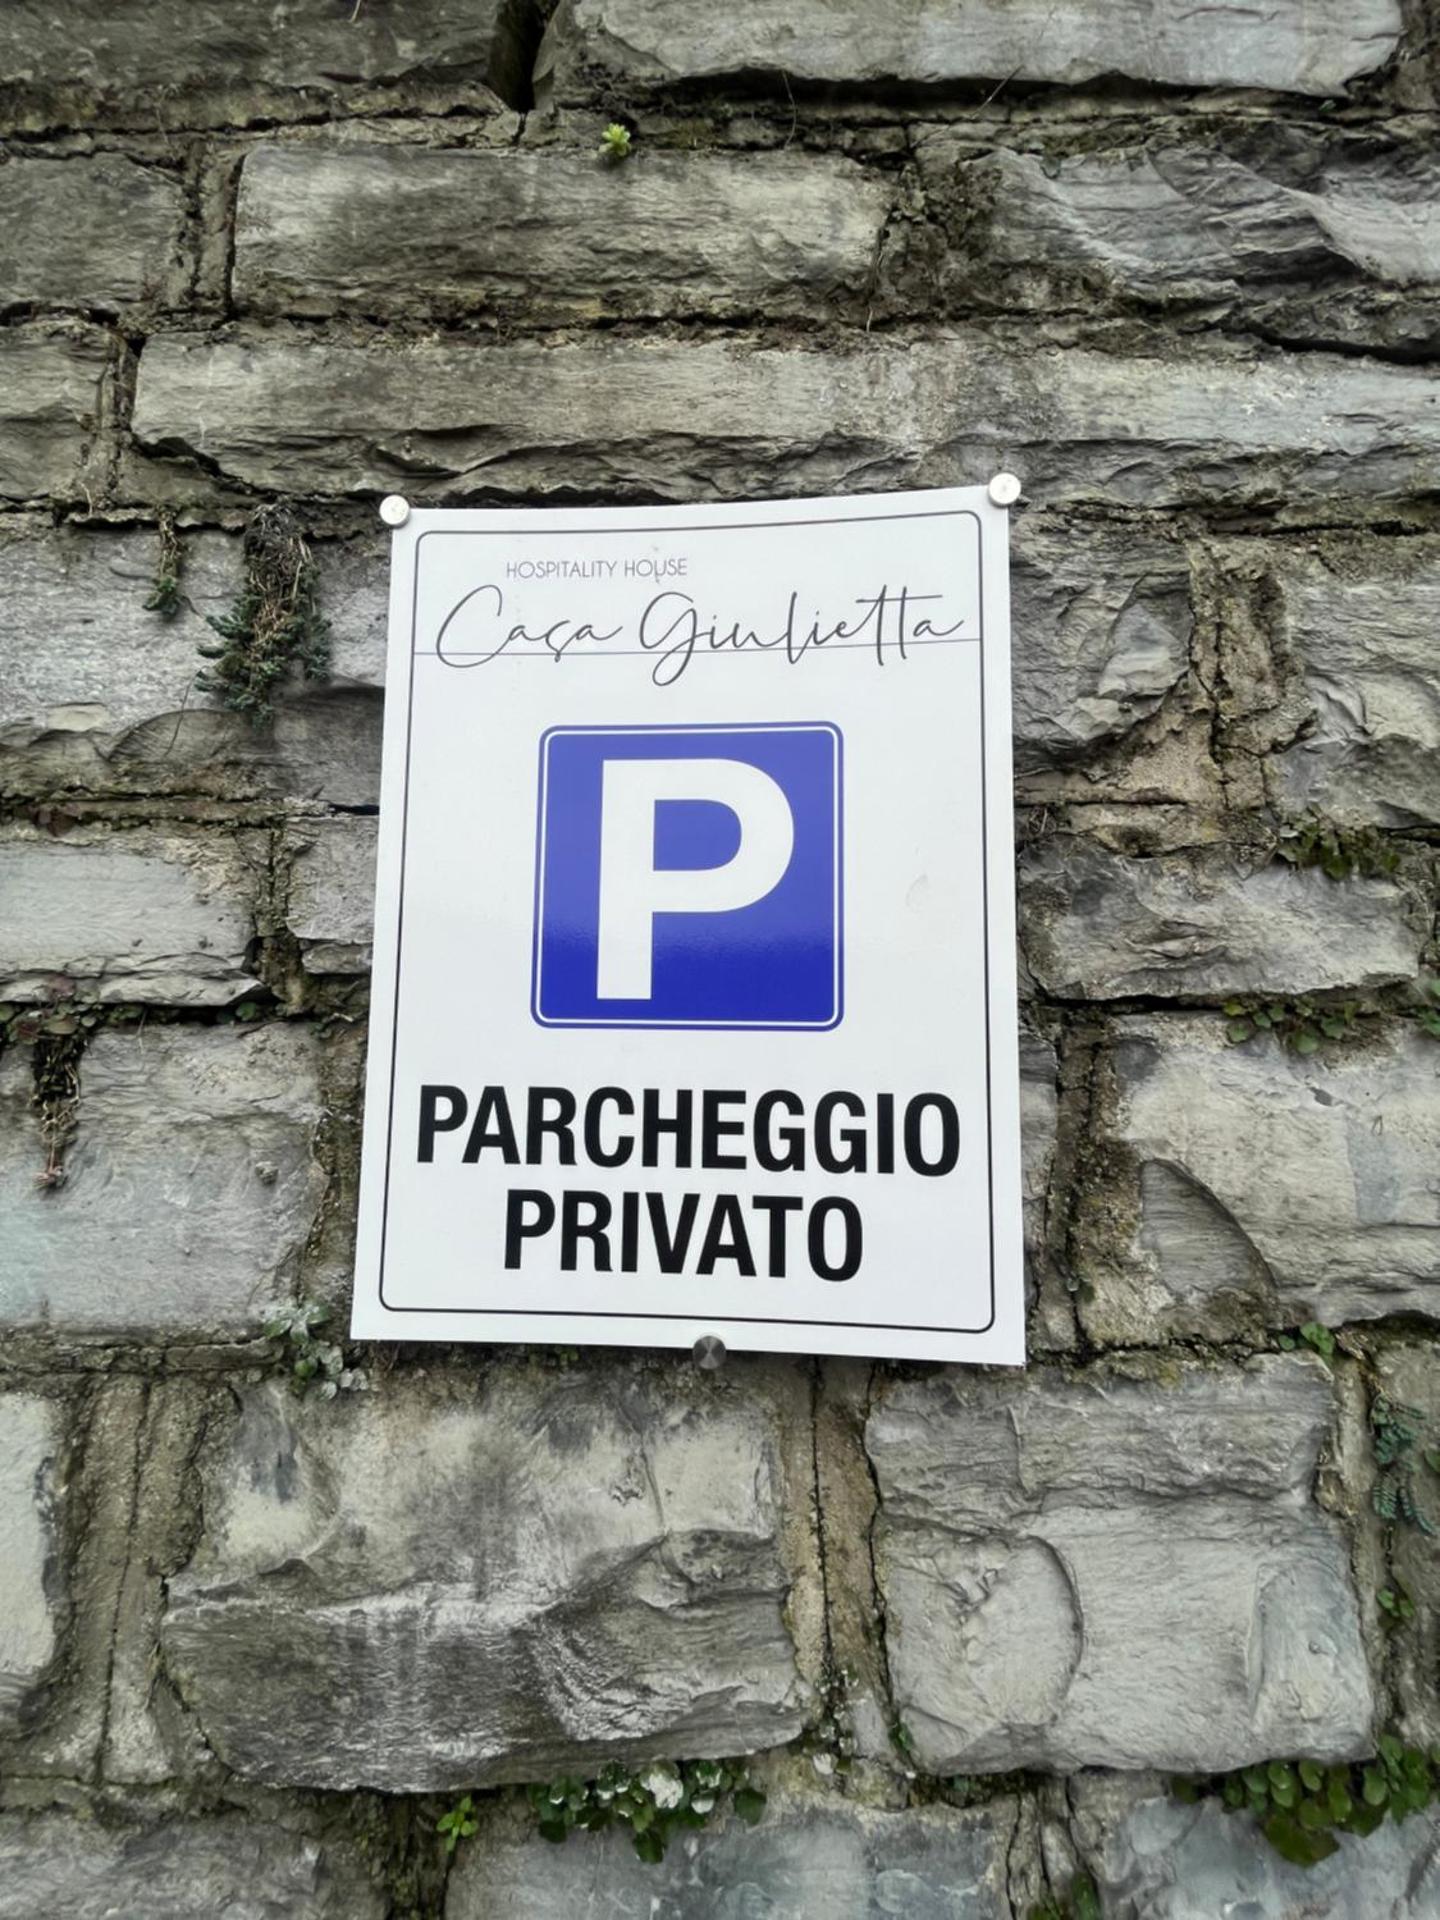 HOSPITALITY HOUSE
Casa Giulietta
P
PARCHEGGIO
PRIVATO